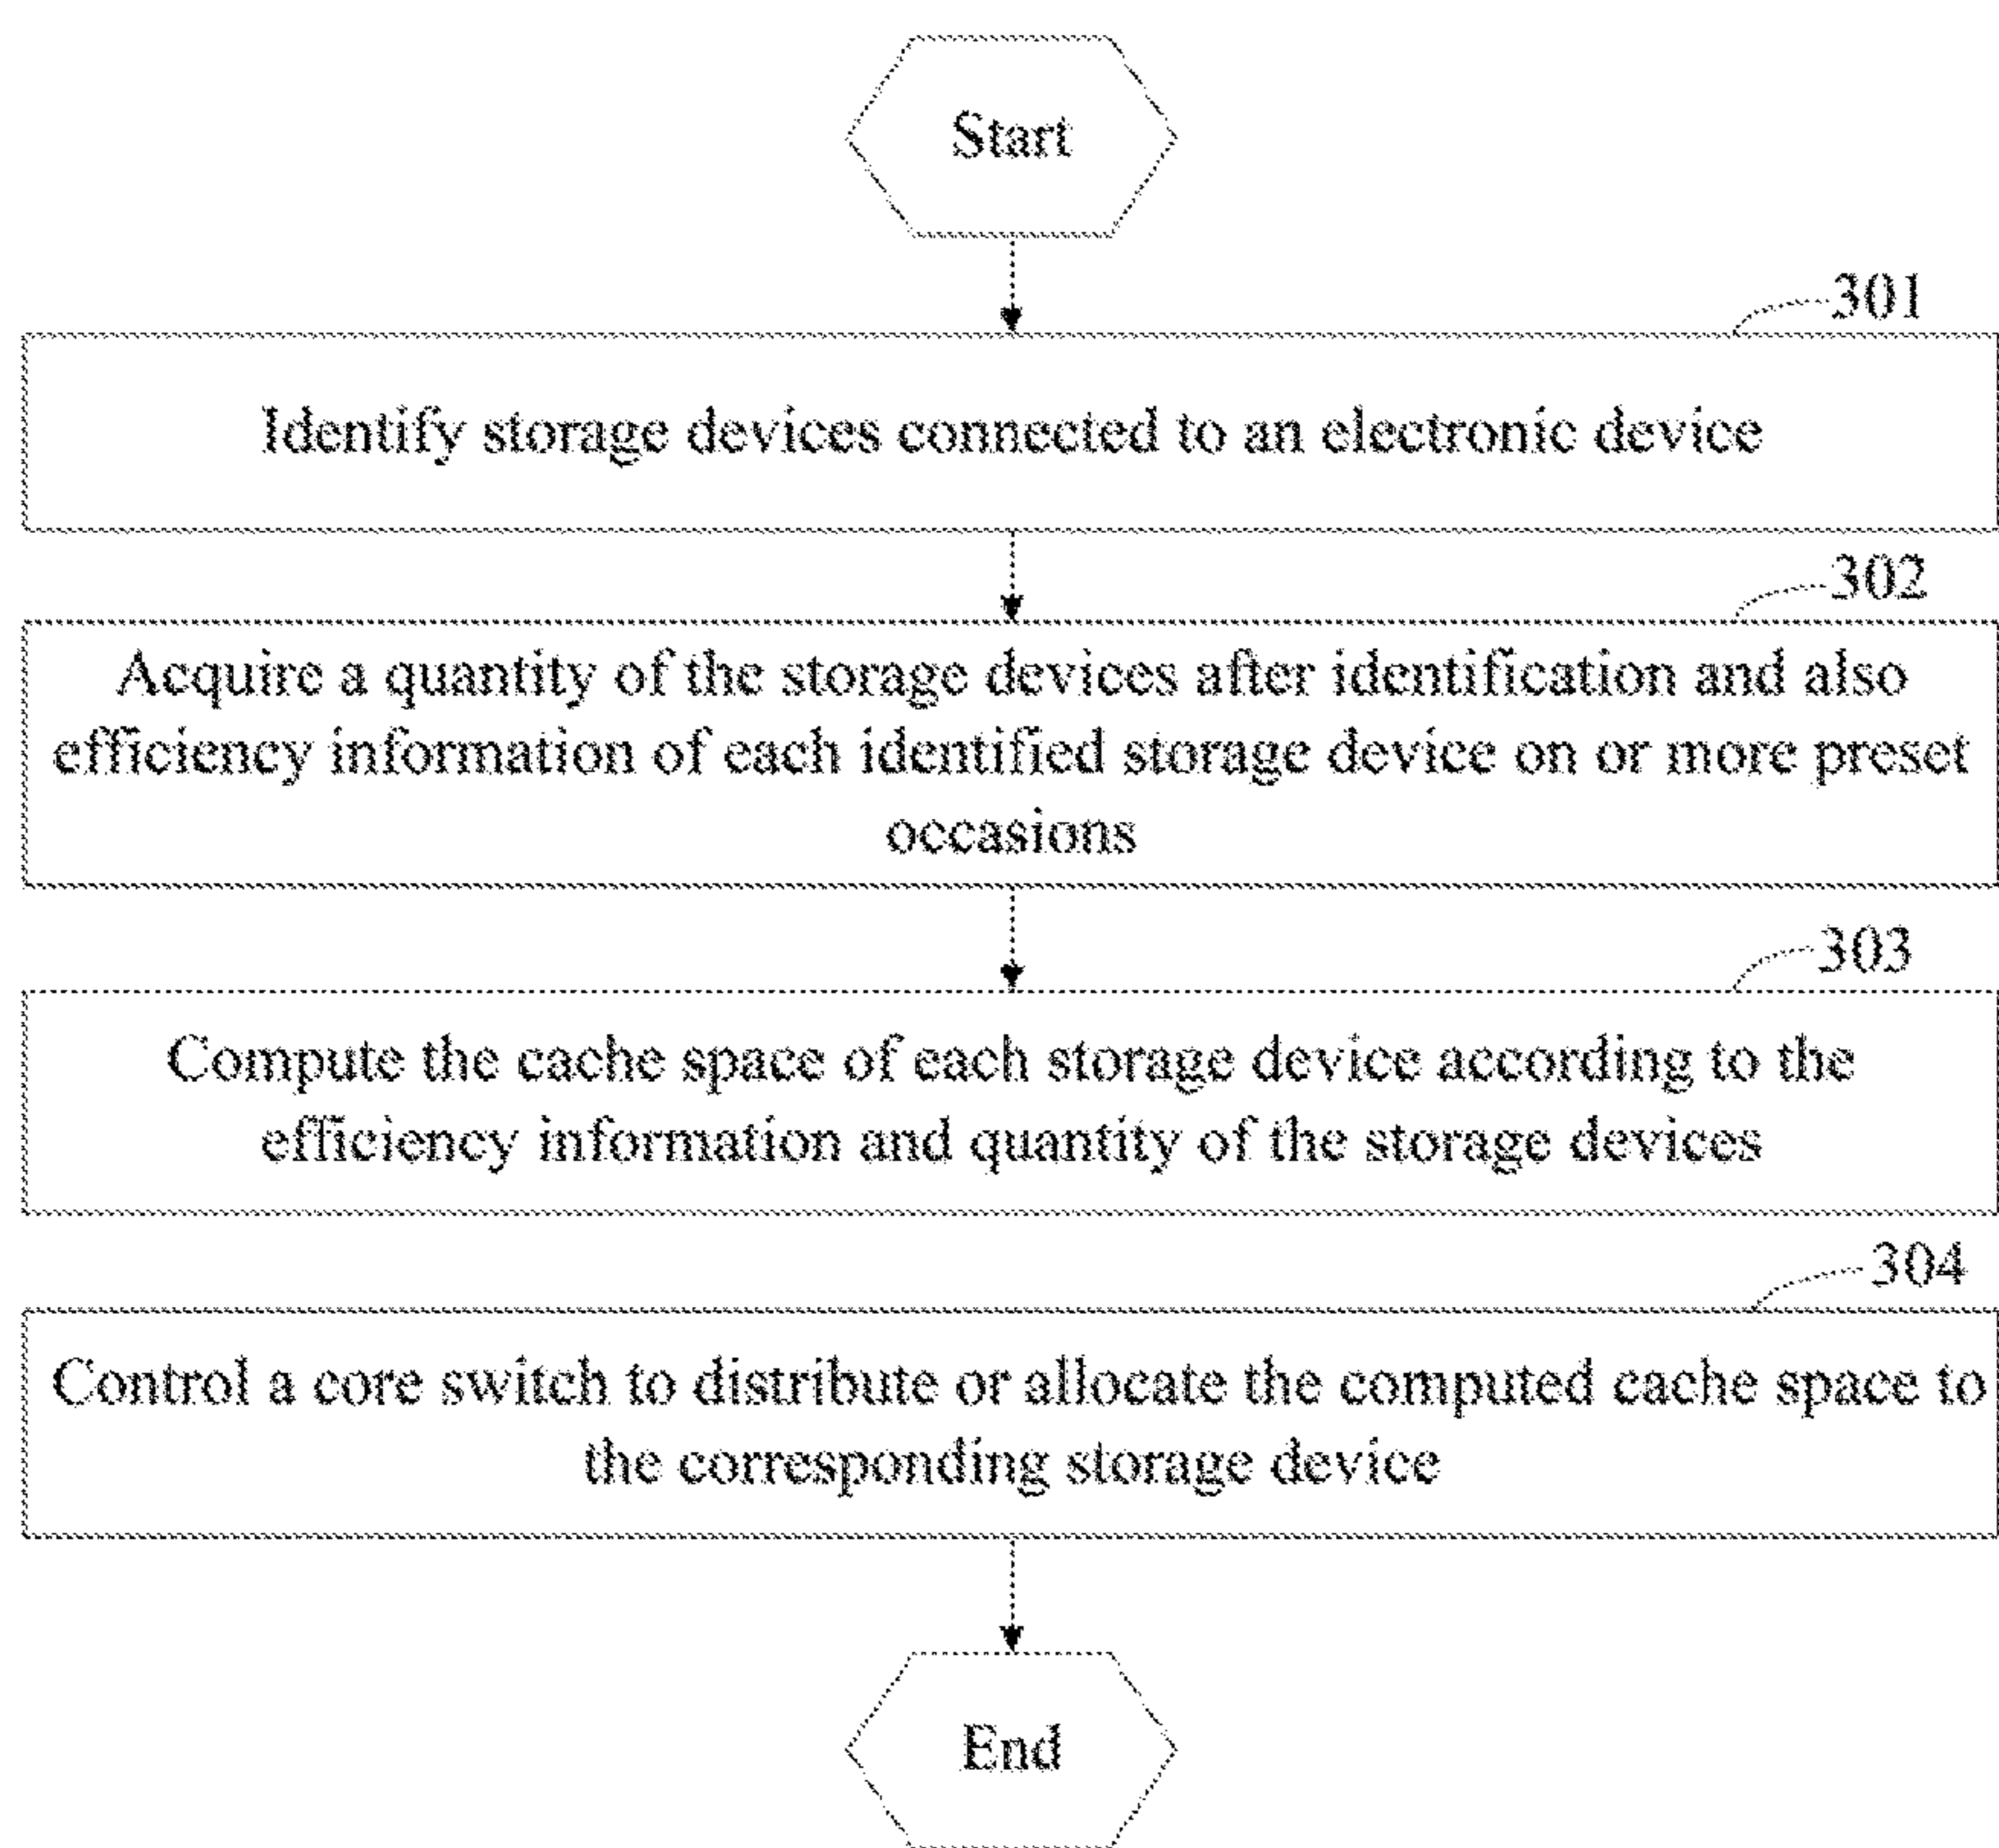 Start
301
Identify storage devices connected to an electronic device
302
Acquire a quantity of the storage devices after identification and also
efficiency information of each identified storage device on or more preset
occasions
303
Compute the cache space of each storage device according to the
efficiency information and quantity of the storage devices
304
Control a core switch to distribute or allocate the computed cache space to
the corresponding storage device
End